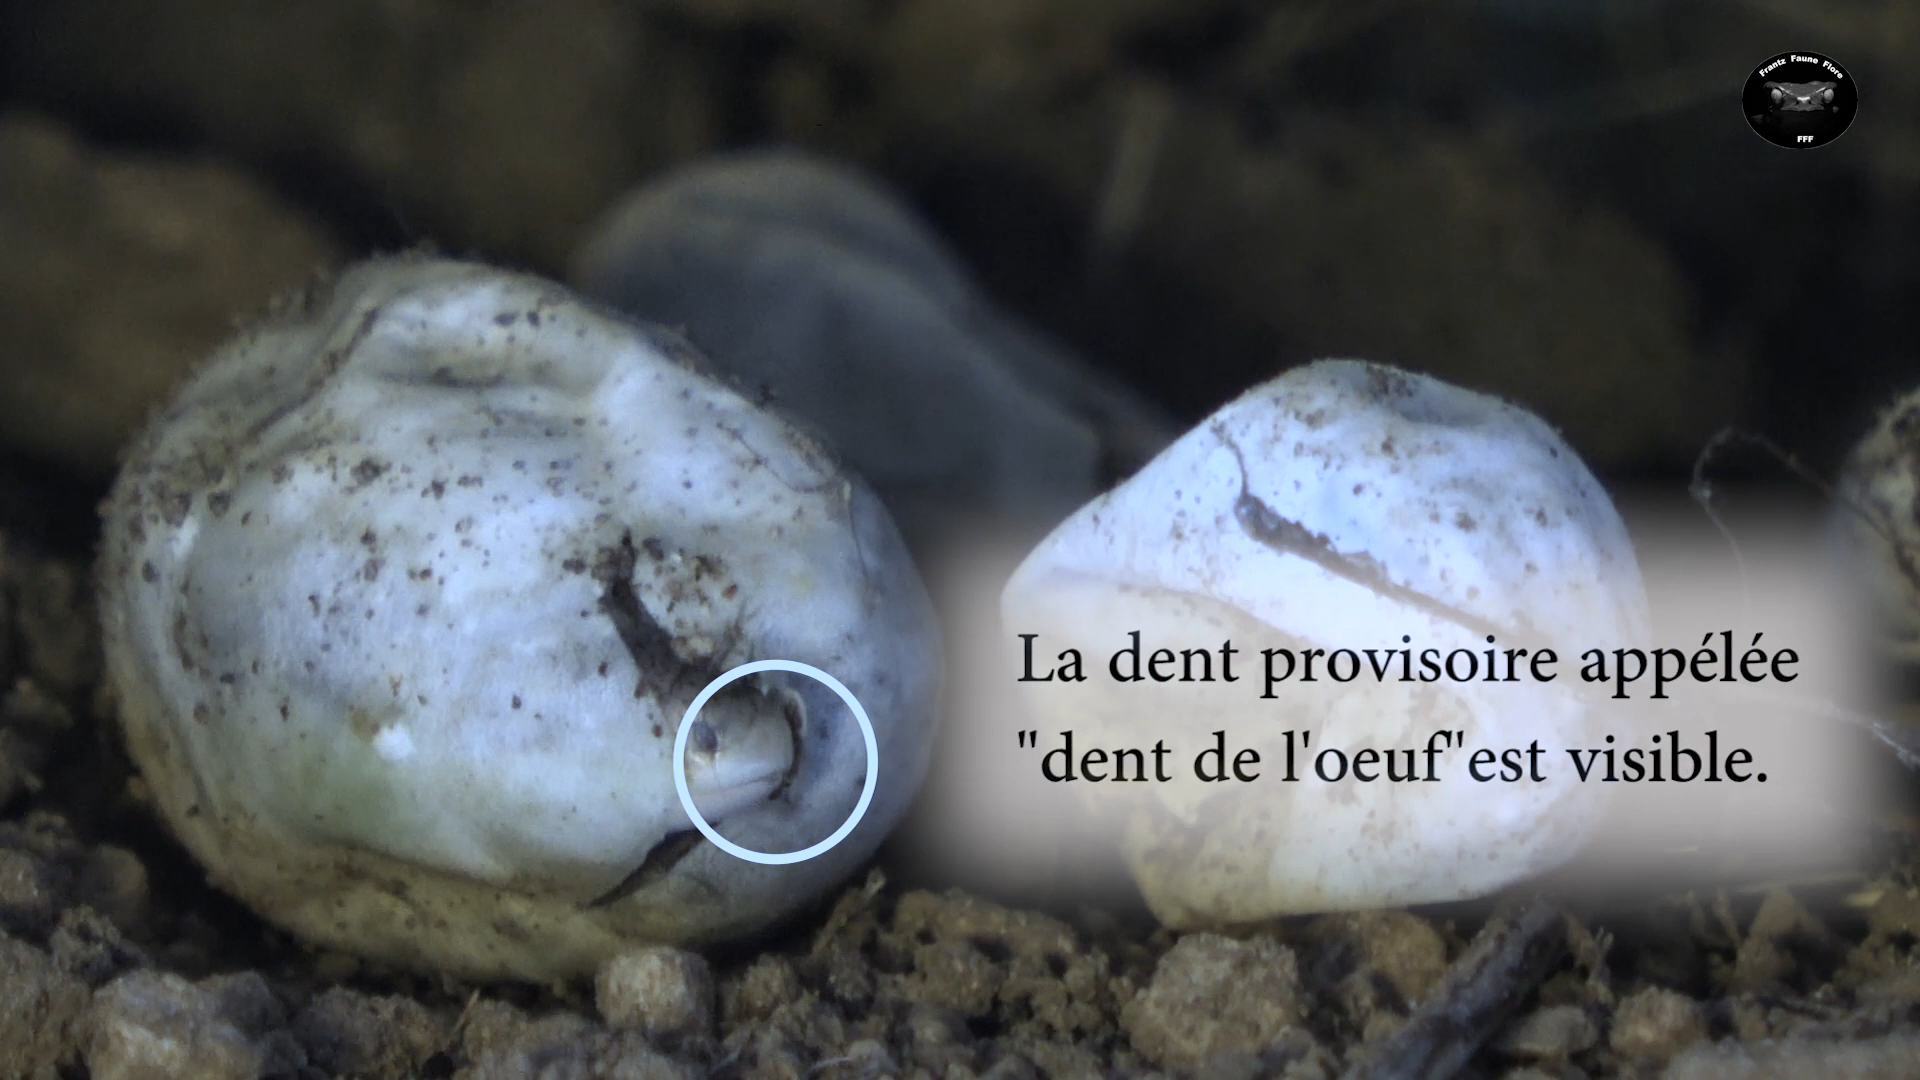 Frantz Faune Flore
FFF
La dent provisoire appélée
"dent de l'oeuf"est visible.